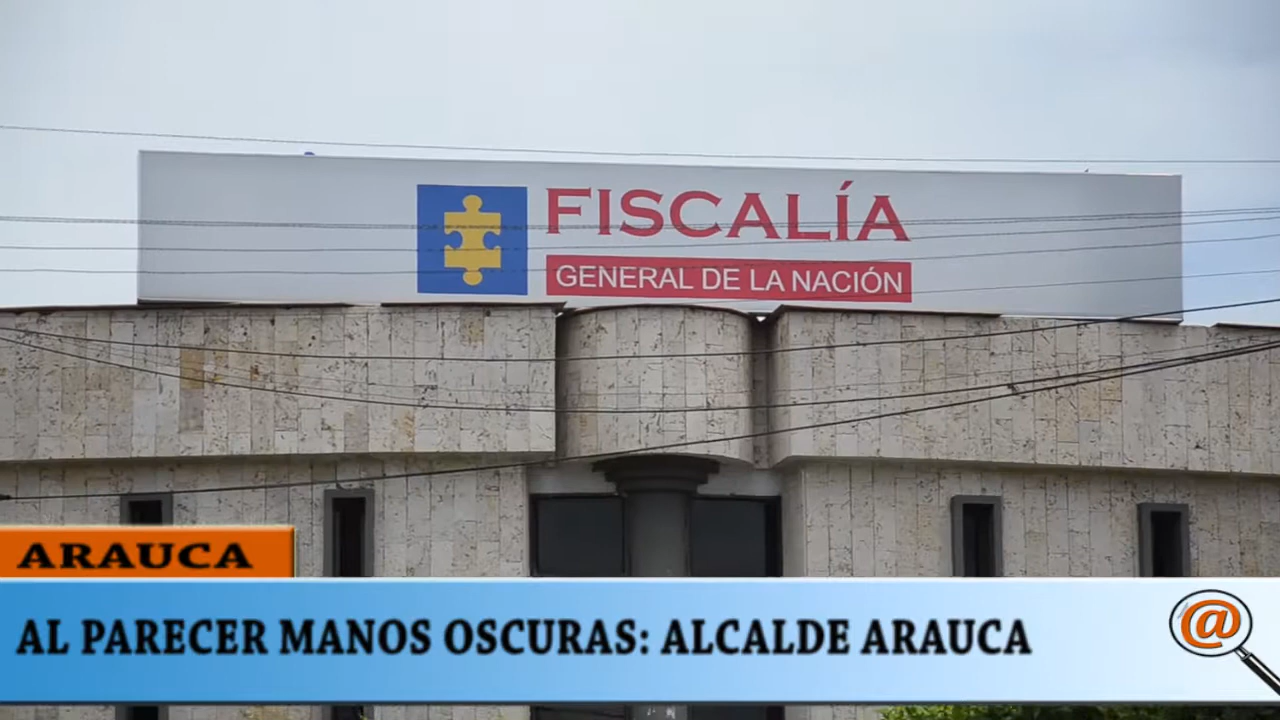 FISCALÍA
GENERAL DE LA NACIÓN
ARAUCA
AL PARECER MANOS OSCURAS: ALCALDE ARAUCA
@